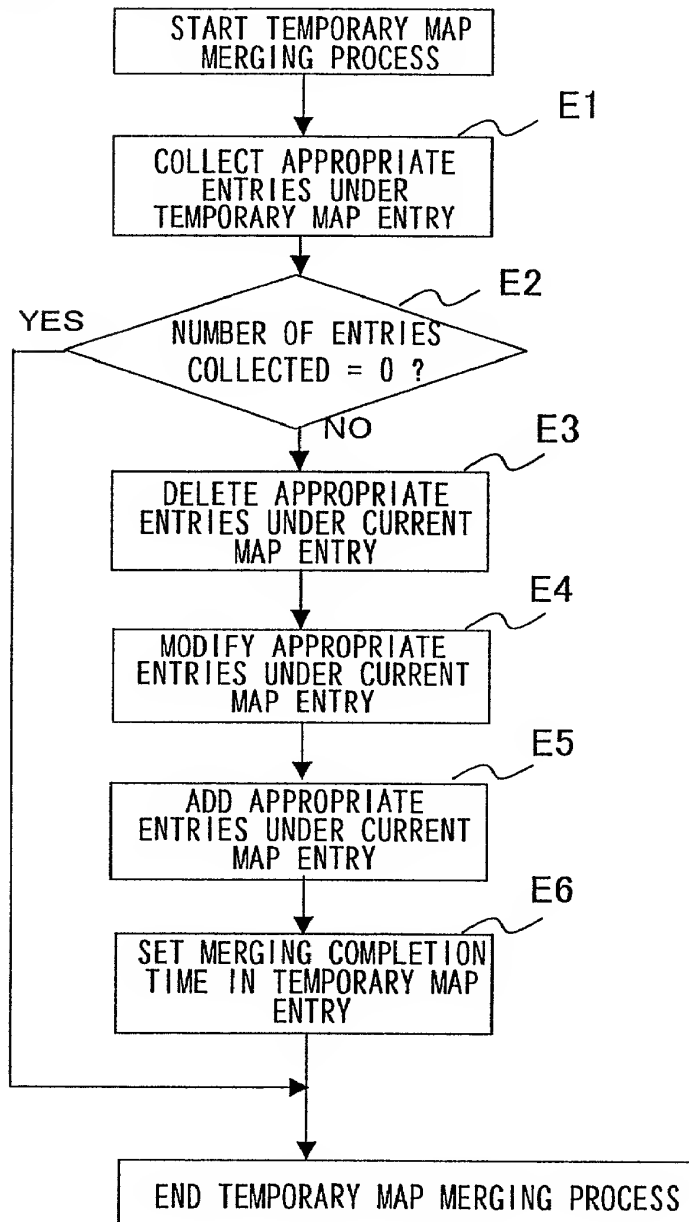 START TEMPORARY MAP
MERGING PROCESS
E1
COLLECT APPROPRIATE
ENTRIES UNDER
TEMPORARY MAP ENTRY
E2
YES
NUMBER OF ENTRIES
COLLECTED = 0 ?
NO
E3
DELETE APPROPRIATE
ENTRIES UNDER CURRENT
MAP ENTRY
E4
MODIFY APPROPRIATE
ENTRIES UNDER CURRENT
MAP ENTRY
E5
ADD APPROPRIATE
ENTRIES UNDER CURRENT
MAP ENTRY
E6
SET MERGING COMPLETION
TIME IN TEMPORARY MAP
ENTRY
END TEMPORARY MAP MERGING PROCESS